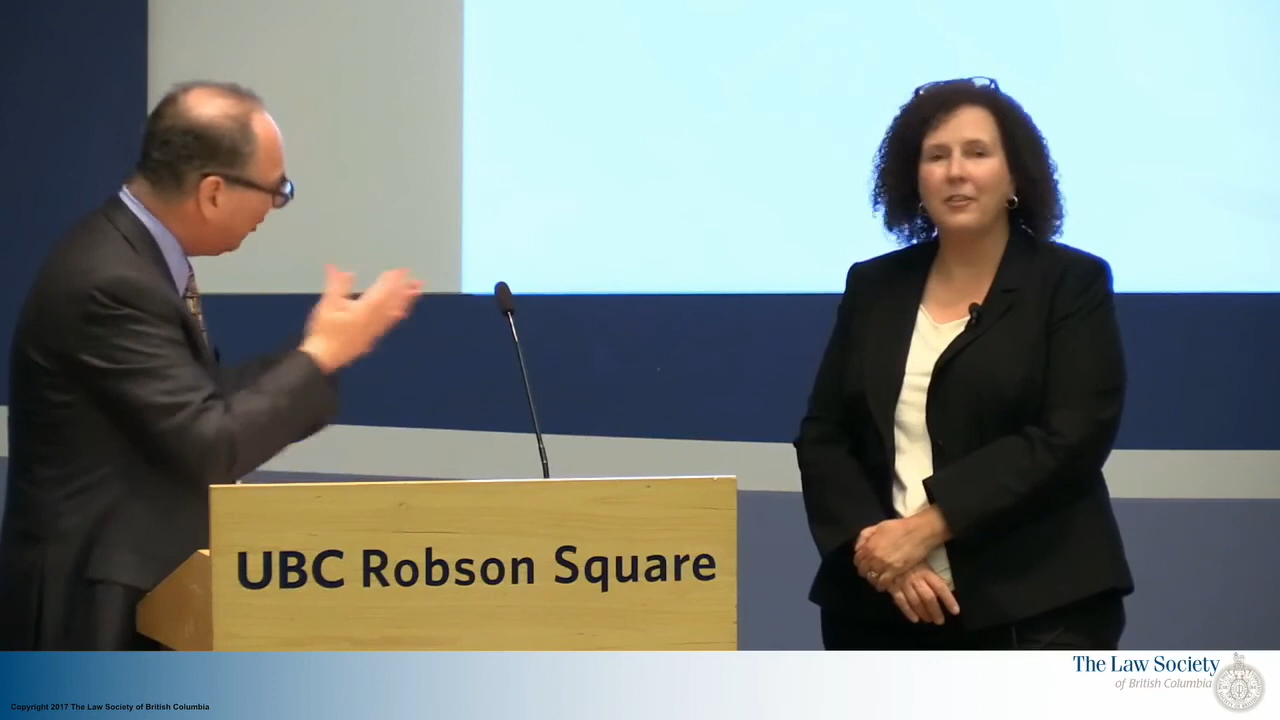 UBC Robson Square
The Law Society
of British Columbia
Copyright 2017 The Law Society of British Columbia